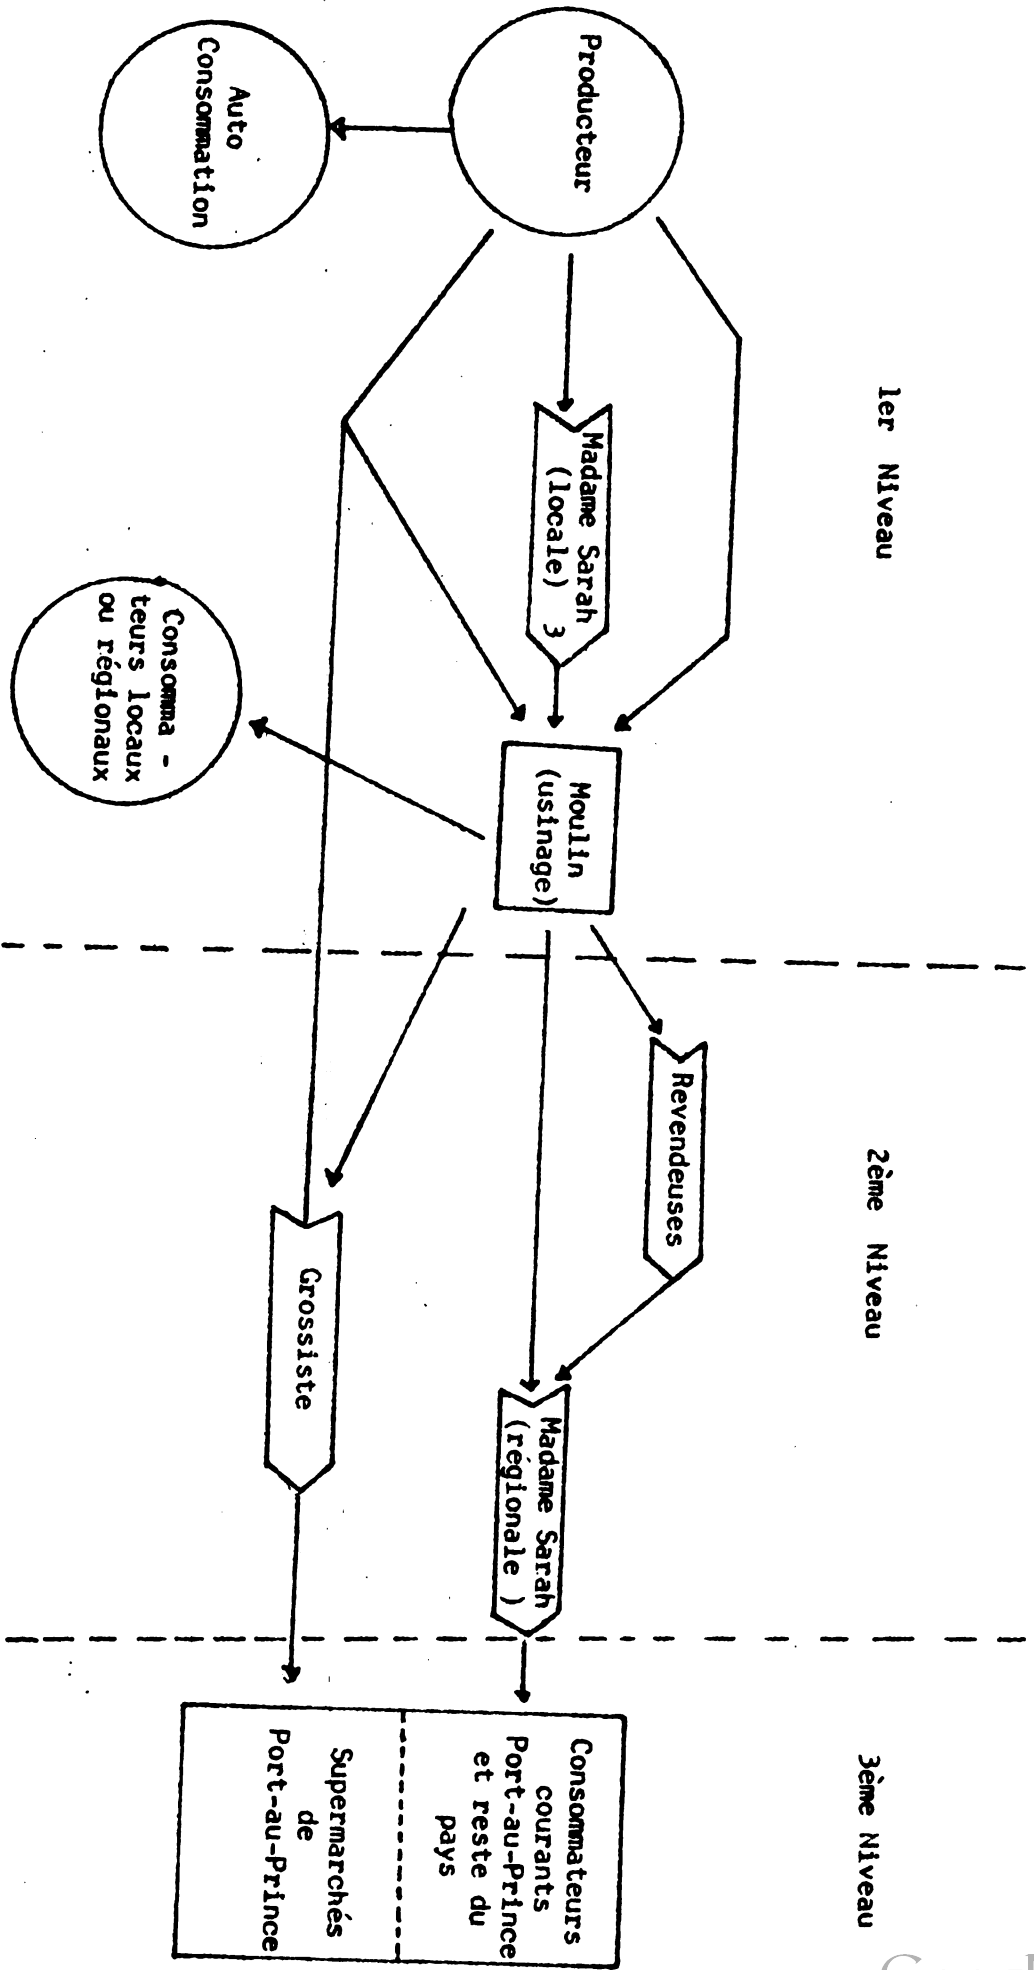 1er Niveau
2ème Niveau
3ème Niveau
Producteur
Auto
Consommation
Madame Sarah
(locale) 3
Moulin
(usinage)
Consomma -
teurs locaux
ou régionaux
Revendeuses
Madame Sarah
(régionale )
Grossiste
Consommateurs
courants
Port-au-Prince
et reste du
pays
Supermarchés
de
Port-au-Prince